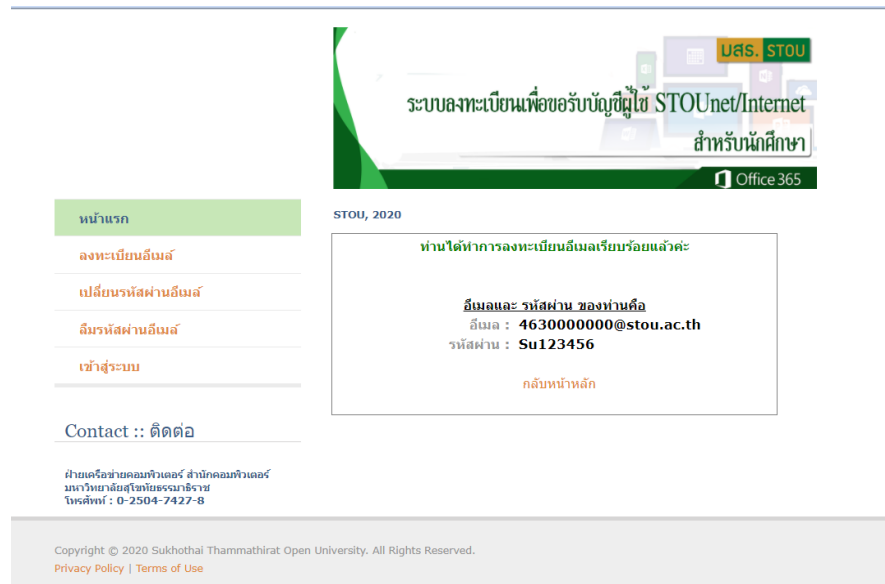 มสธ. STOU
ระบบลงทะเบียนเพื่อขอรับบัญชีผู้ใช้ STOUnet/Internet
สำหรับนักศึกษา
Office 365
หน้าแรก
ลงทะเบียนอีเมล์
เปลี่ยนรหัสผ่านอีเมล์
ลืมรหัสผ่านอีเมล์
เข้าสู่ระบบ
Contact :: ติดต่อ
ฝ่ายเครือข่ายคอมพิวเตอร์ สำนักคอมพิวเตอร์
มหาวิทยาลัยสุโขทัยธรรมาธิราช
โทรศัพท์ : 0-2504-7427-8
STOU, 2020
ท่านได้ทำการลงทะเบียนอีเมลเรียบร้อยแล้วค่ะ
อีเมลและ รหัสผ่าน ของท่านคือ
อีเมล : 4630000000@stou.ac.th
รหัสผ่าน : Su123456
กลับหน้าหลัก
Copyright © 2020 Sukhothai Thammathirat Open University. All Rights Reserved.
Privacy Policy | Terms of Use